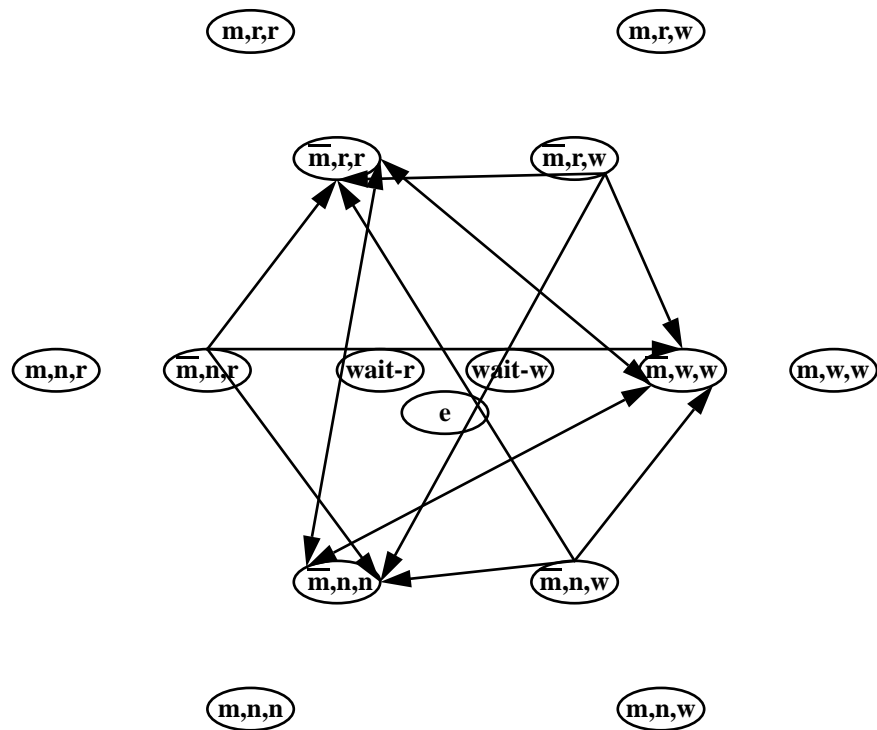 m,r,r
m,r,w
m̅,r,r
m̅,r,w
m,n,r
m̅,n,r
wait-r
wait-w
m̅,w,w
m,w,w
e
m̅,n,n
m̅,n,w
m,n,n
m,n,w